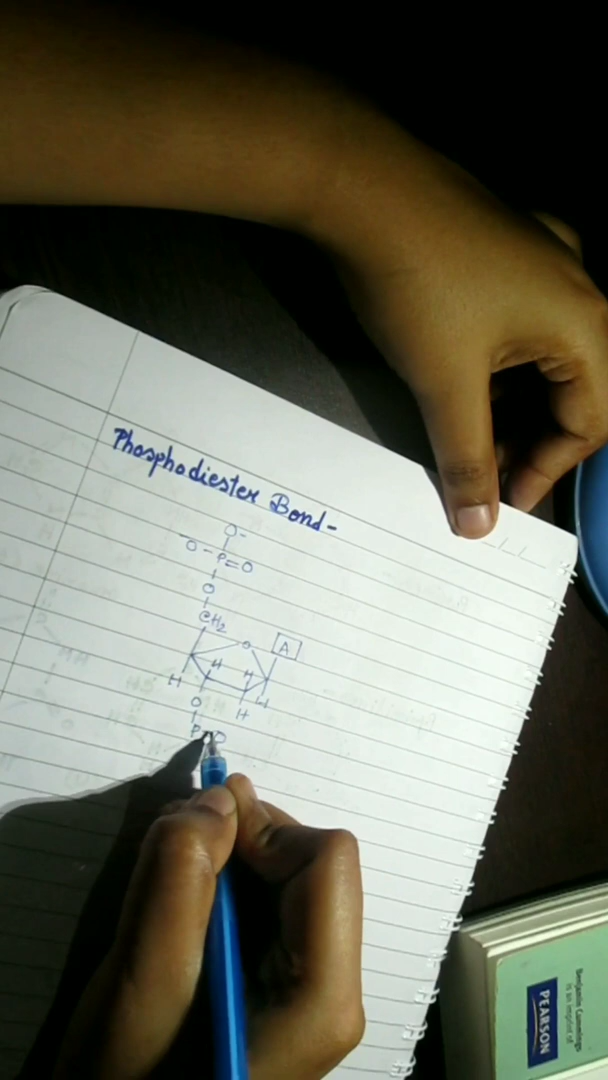 Phosphodiester Bond-
O-
-O-P=O
O
CH2
O
A
H
H
H
H
H
O
P
O
Benjamin Cummings
is an imprint of
PEARSON